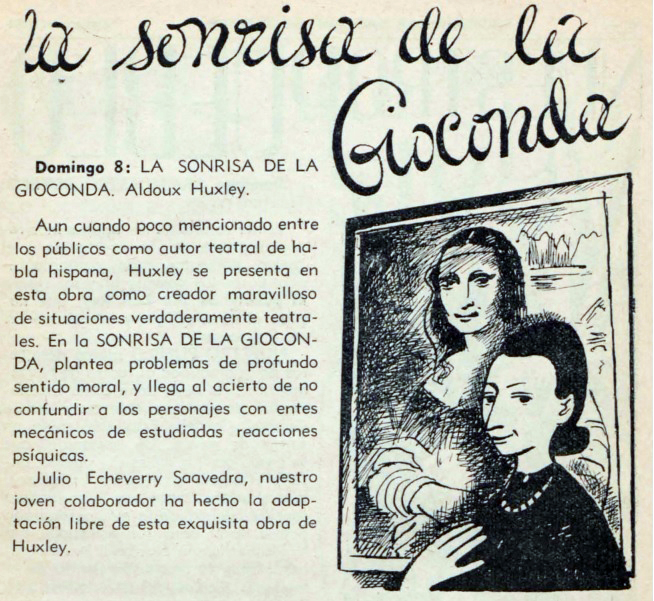 la sonrisa de la
Gioconda
Domingo 8: LA SONRISA DE LA
GIOCONDA. Aldoux Huxley.
Aun cuando poco mencionado entre
los públicos como autor teatral de ha-
bla hispana, Huxley se presenta en
esta obra como creador maravilloso
de situaciones verdaderamente teatra-
les. En la SONRISA DE LA GIOCON-
DA, plantea problemas de profundo
sentido moral, y llega al acierto de no
confundir a los personajes con entes
mecánicos de estudiadas reacciones
psíquicas.
Julio Echeverry Saavedra, nuestro
joven colaborador ha hecho la adap-
tación libre de esta exquisita obra de
Huxley.